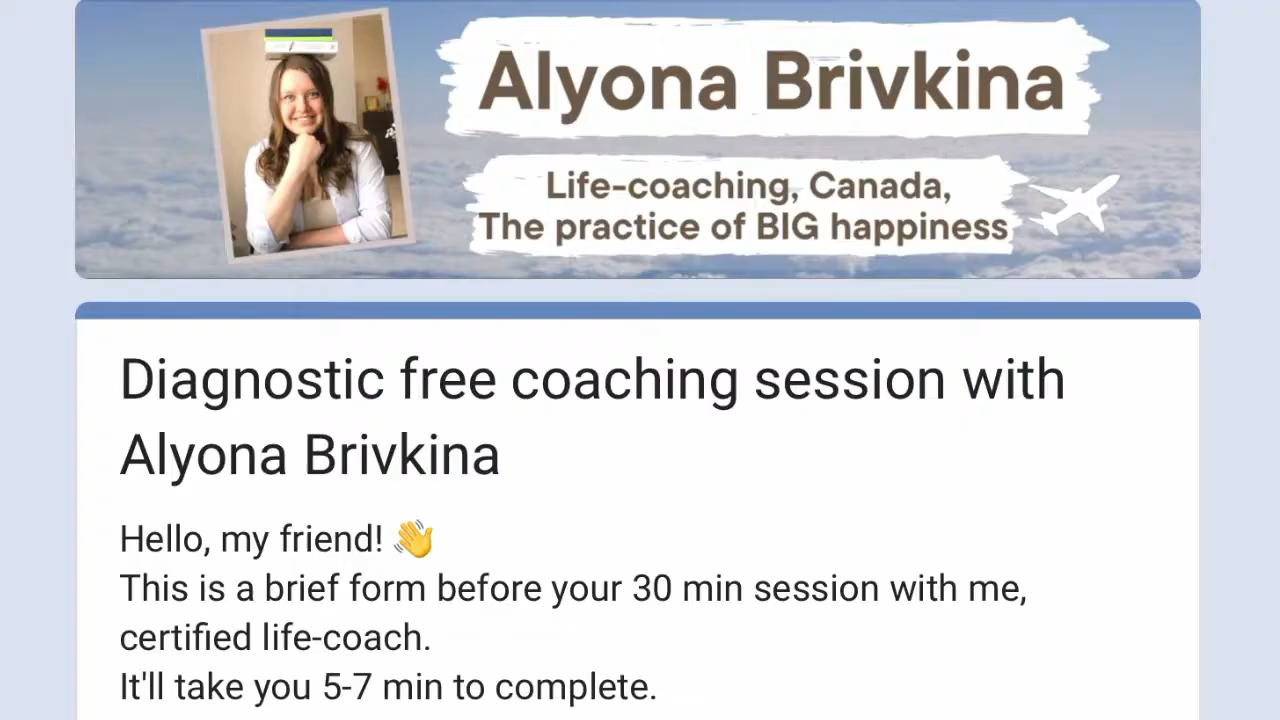 Alyona Brivkina
Life-coaching, Canada,
The practice of BIG happiness
Diagnostic free coaching session with
Alyona Brivkina
Hello, my friend! 👋
This is a brief form before your 30 min session with me,
certified life-coach.
It'll take you 5-7 min to complete.